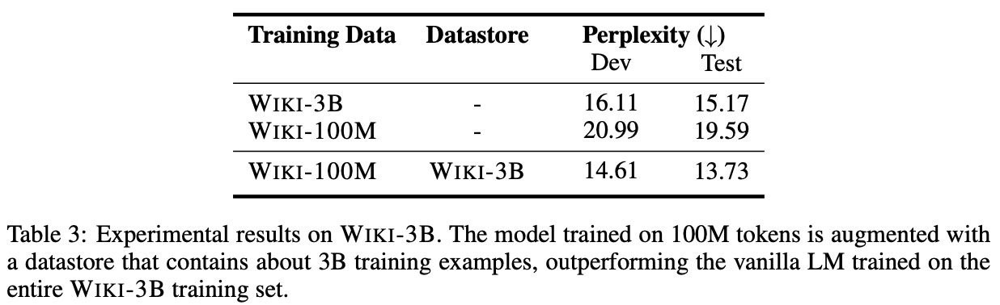 Training Data Datastore Perplexity (↓)
Dev Test
WIKI-3B - 16.11 15.17
WIKI-100M - 20.99 19.59
WIKI-100M WIKI-3B 14.61 13.73
Table 3: Experimental results on WIKI-3B. The model trained on 100M tokens is augmented with
a datastore that contains about 3B training examples, outperforming the vanilla LM trained on the
entire WIKI-3B training set.